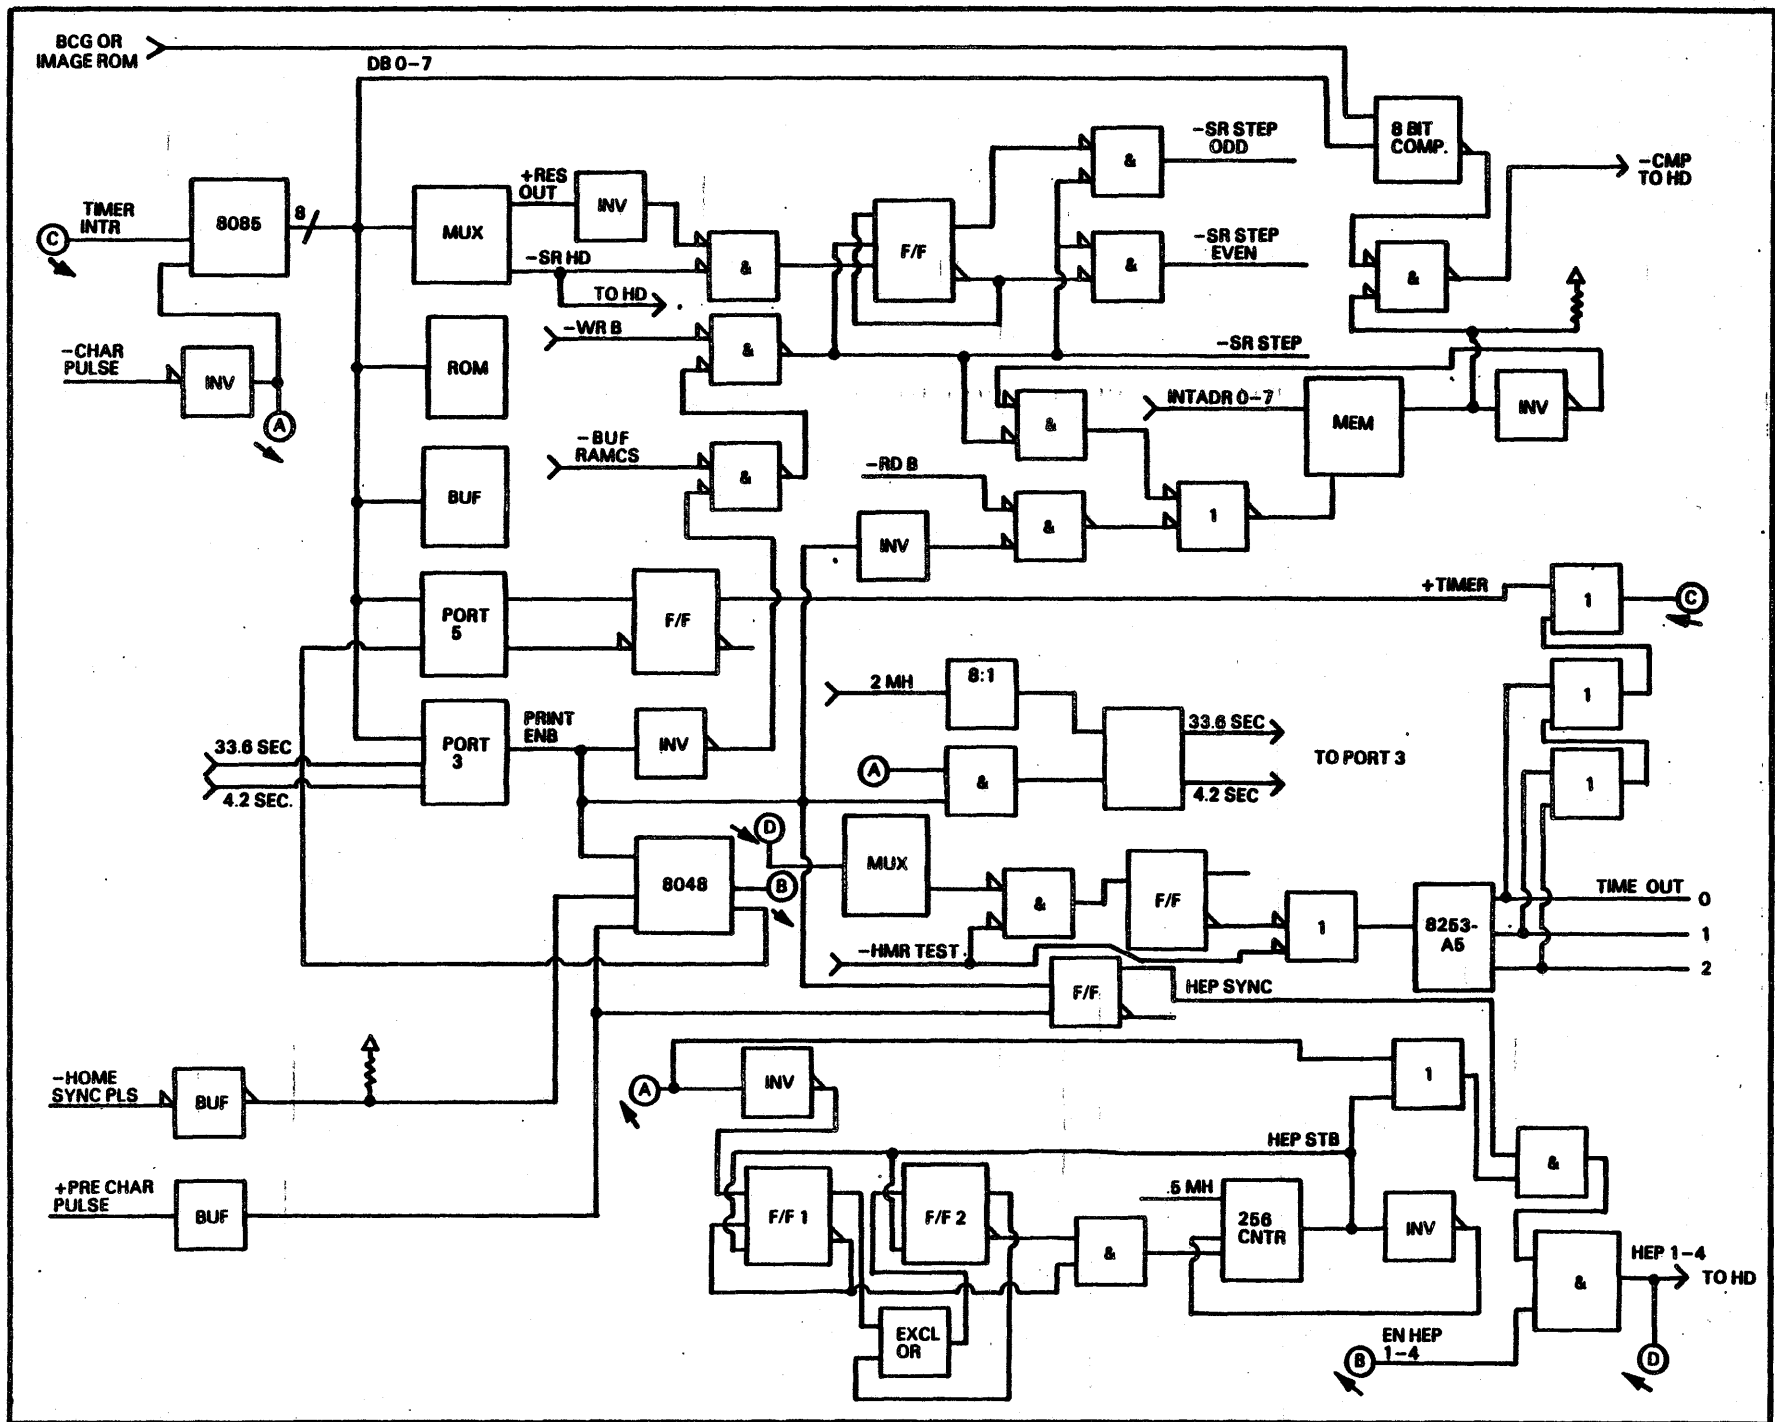 BCG OR
IMAGE ROM
DB 0-7
8 BIT
COMP.
-SR STEP
ODD
&
-CMP
TO HD
TIMER
INTR
C
8085
8
MUX
+RES
OUT
INV
-SR HD
TO HD
&
F/F
&
-SR STEP
EVEN
&
-CHAR
PULSE
INV
A
ROM
-WR B
&
-SR STEP
INTADR 0-7
MEM
INV
&
BUF
-BUF
RAMCS
&
-RD B
INV
&
1
PORT
5
F/F
+TIMER
1
C
33.6 SEC
4.2 SEC.
PORT
3
PRINT
ENB
INV
2 MH
8:1
A
&
33.6 SEC
4.2 SEC
TO PORT 3
1
1
8048
D
B
MUX
&
F/F
-HMR TEST
1
8253-
A5
TIME OUT
0
1
2
F/F
HEP SYNC
-HOME
SYNC PLS
BUF
A
INV
1
HEP STB
&
+PRE CHAR
PULSE
BUF
F/F 1
F/F 2
EXCL
OR
&
.5 MH
256
CNTR
INV
&
HEP 1-4
TO HD
EN HEP
1-4
B
D